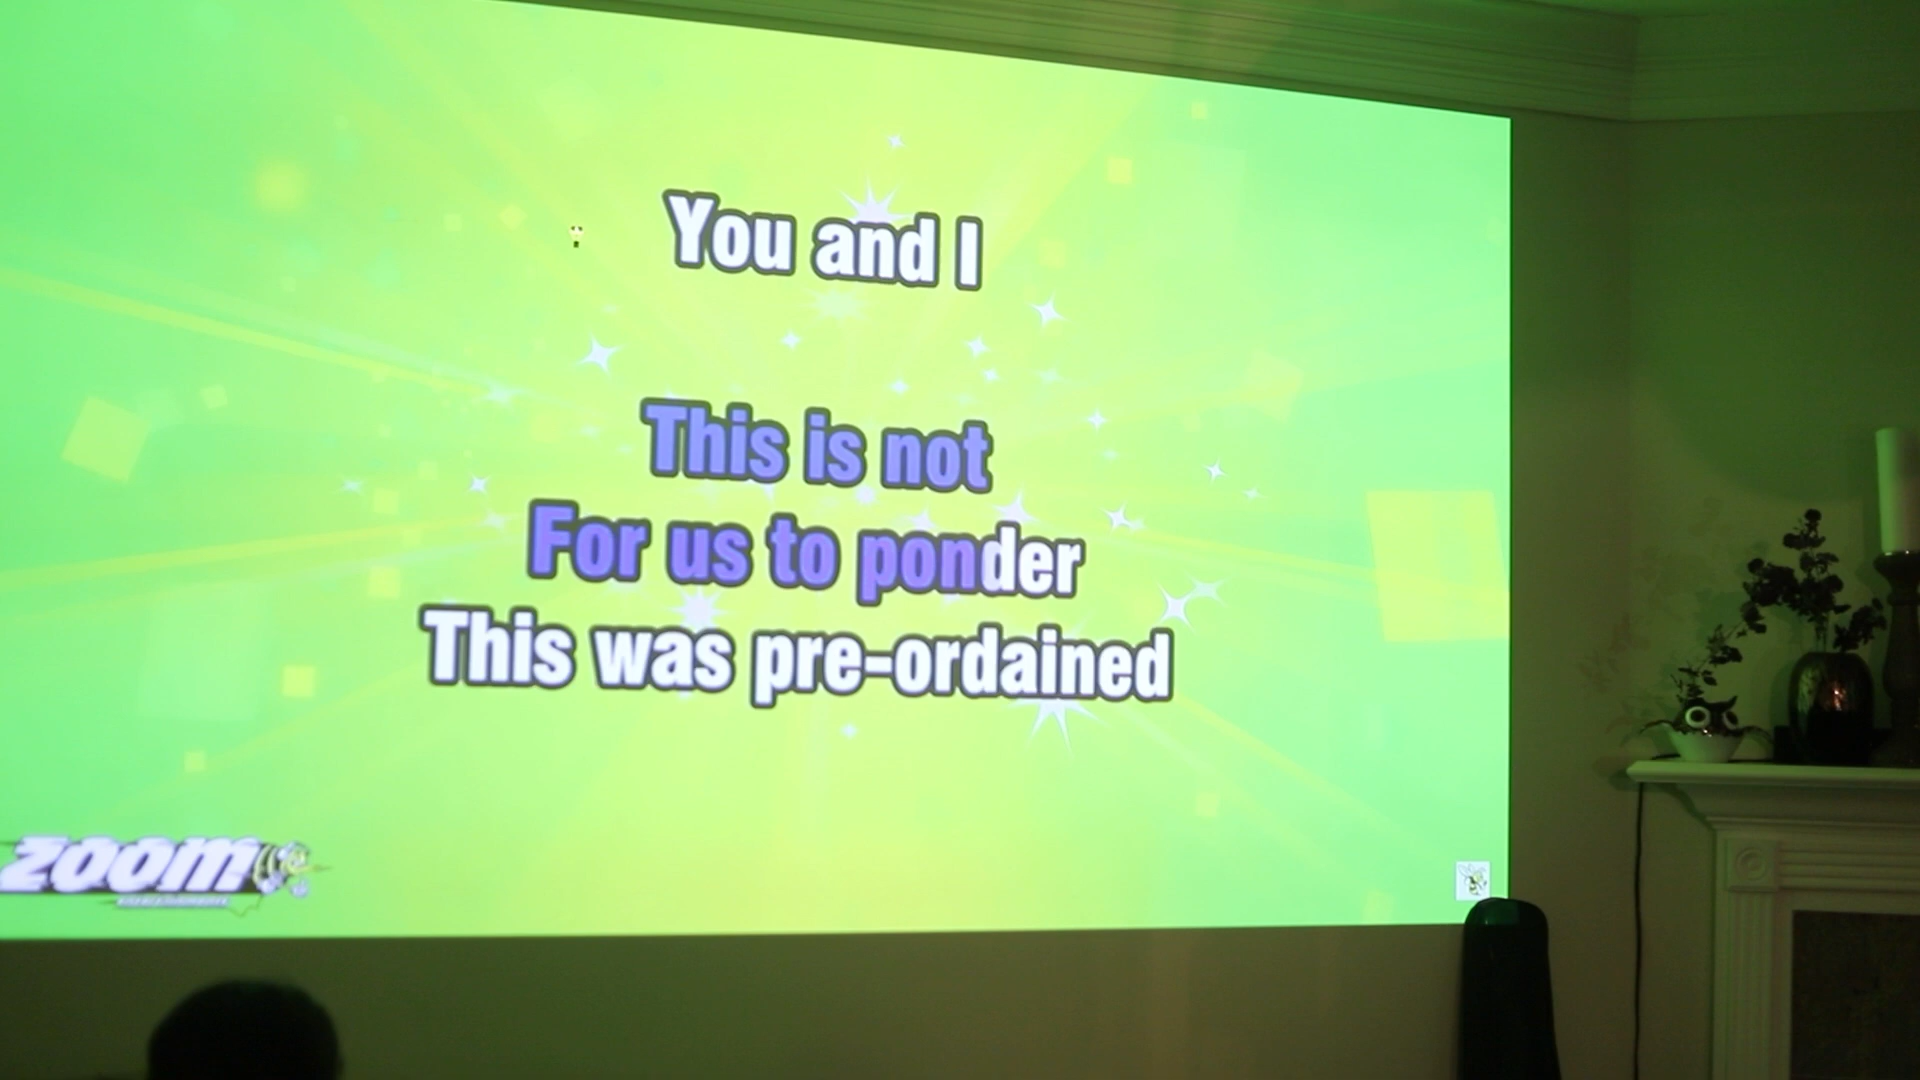 You and I
This is not
For us to ponder
This was pre-ordained
zoom